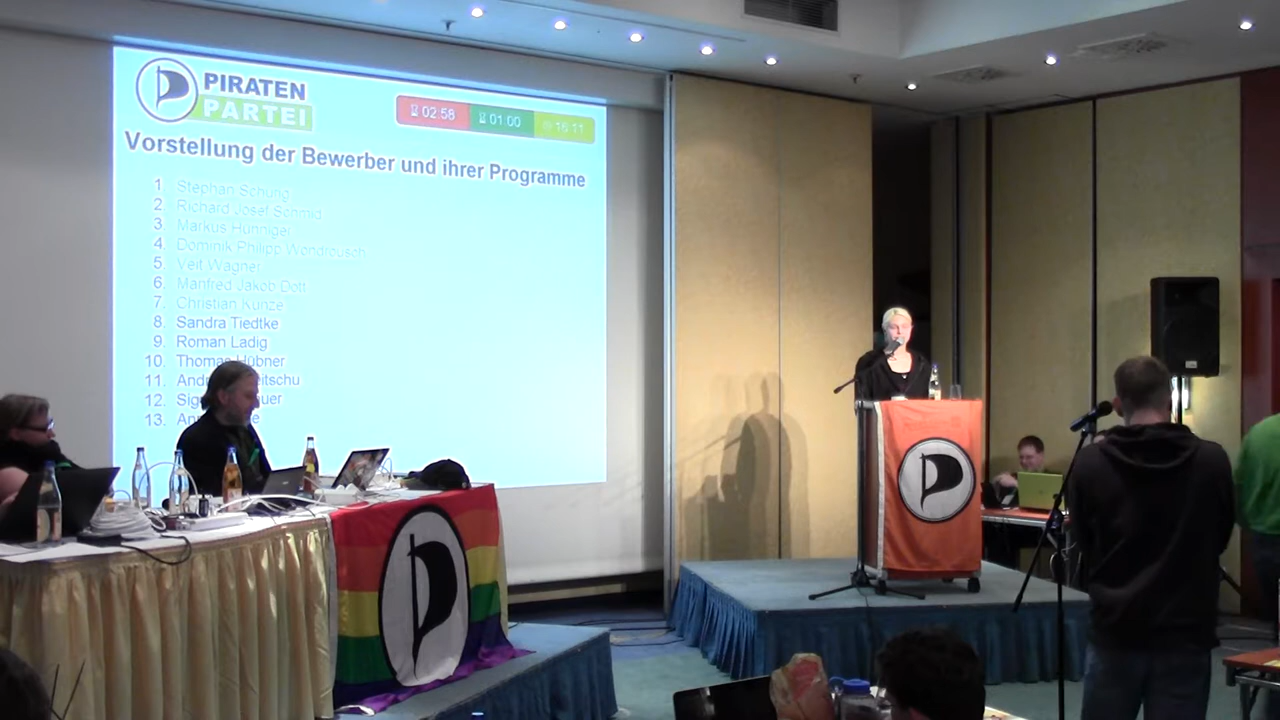 PIRATEN
PARTEI
02:58 01:00 16:11
Vorstellung der Bewerber und ihrer Programme
1. Stephan Schurig
2. Richard Josef Schmid
3. Markus Hünniger
4. Dominik Philipp Wondrousch
5. Veit Wagner
6. Manfred Jakob Dott
7. Christian Kunze
8. Sandra Tiedtke
9. Roman Ladig
10. Thomas Hübner
11.
12.
13.